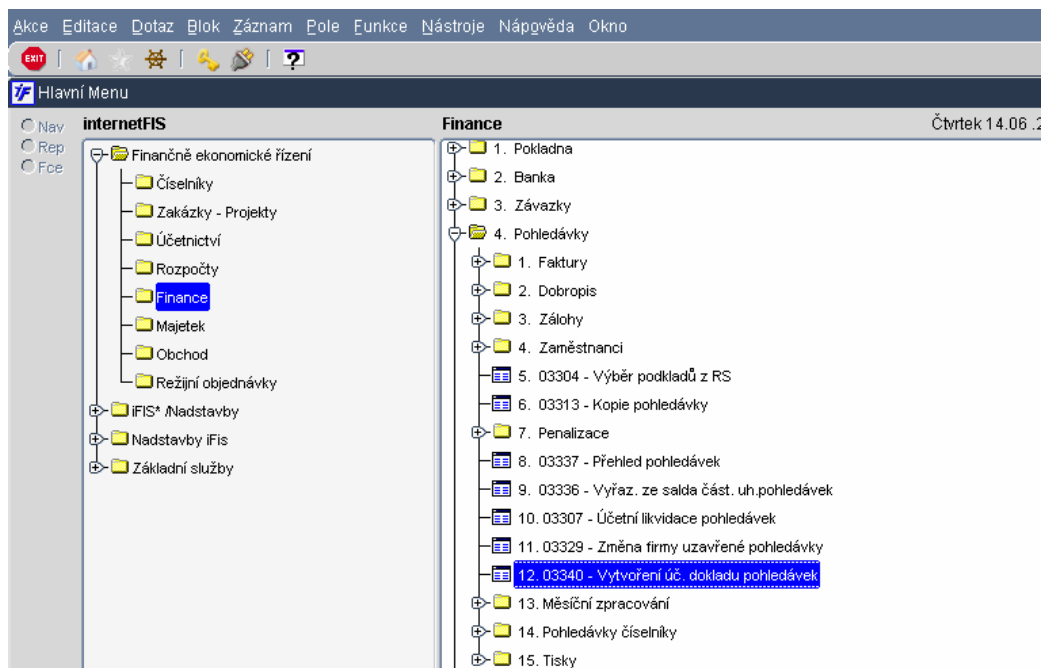 Akce Editace Dotaz Blok Záznam Pole Eunkce Nástroje Nápověda Okno
EXIT
iF Hlavní Menu
Nav
Rep
Fce
internetFIS
Finančně ekonomické řízení
Číselníky
Zakázky - Projekty
Účetnictví
Rozpočty
Finance
Majetek
Obchod
Režijní objednávky
iFIS* /Nadstavby
Nadstavby iFis
Základní služby
Finance
Čtvrtek 14.06 .2
1. Pokladna
2. Banka
3. Závazky
4. Pohledávky
1. Faktury
2. Dobropis
3. Zálohy
4. Zaměstnanci
5. 03304 - Výběr podkladů z RS
6. 03313 - Kopie pohledávky
7. Penalizace
8. 03337 - Přehled pohledávek
9. 03336 - Vyřaz. ze salda část. uh.pohledávek
10. 03307 - Účetní likvidace pohledávek
11. 03329 - Změna firmy uzavřené pohledávky
12. 03340 - Vytvoření úč. dokladu pohledávek
13. Měsíční zpracování
14. Pohledávky číselníky
15. Tisky